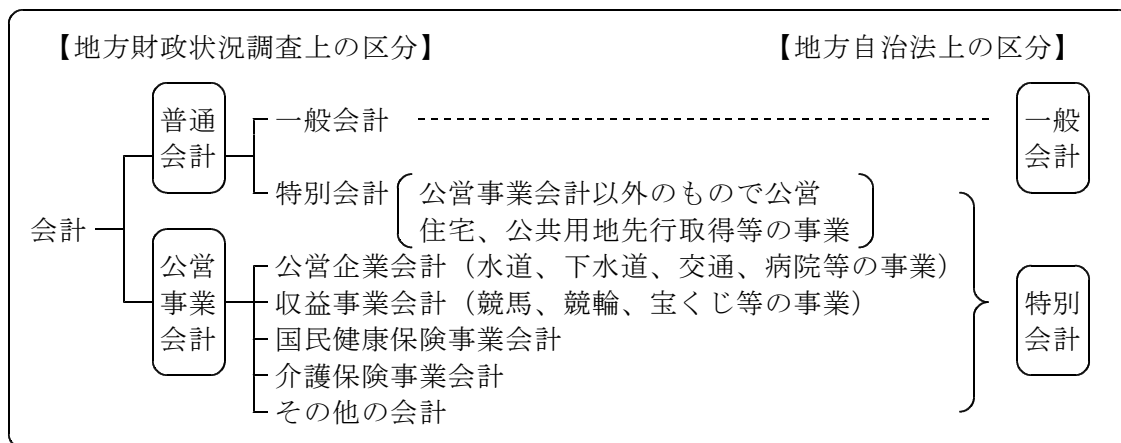 【地方財政状況調査上の区分】 【地方自治法上の区分】
会計
普通
会計
一般会計
一般
会計
特別会計
公営事業会計以外のもので公営
住宅、公共用地先行取得等の事業
公営
事業
会計
公営企業会計（水道、下水道、交通、病院等の事業）
収益事業会計（競馬、競輪、宝くじ等の事業）
国民健康保険事業会計
介護保険事業会計
その他の会計
特別
会計